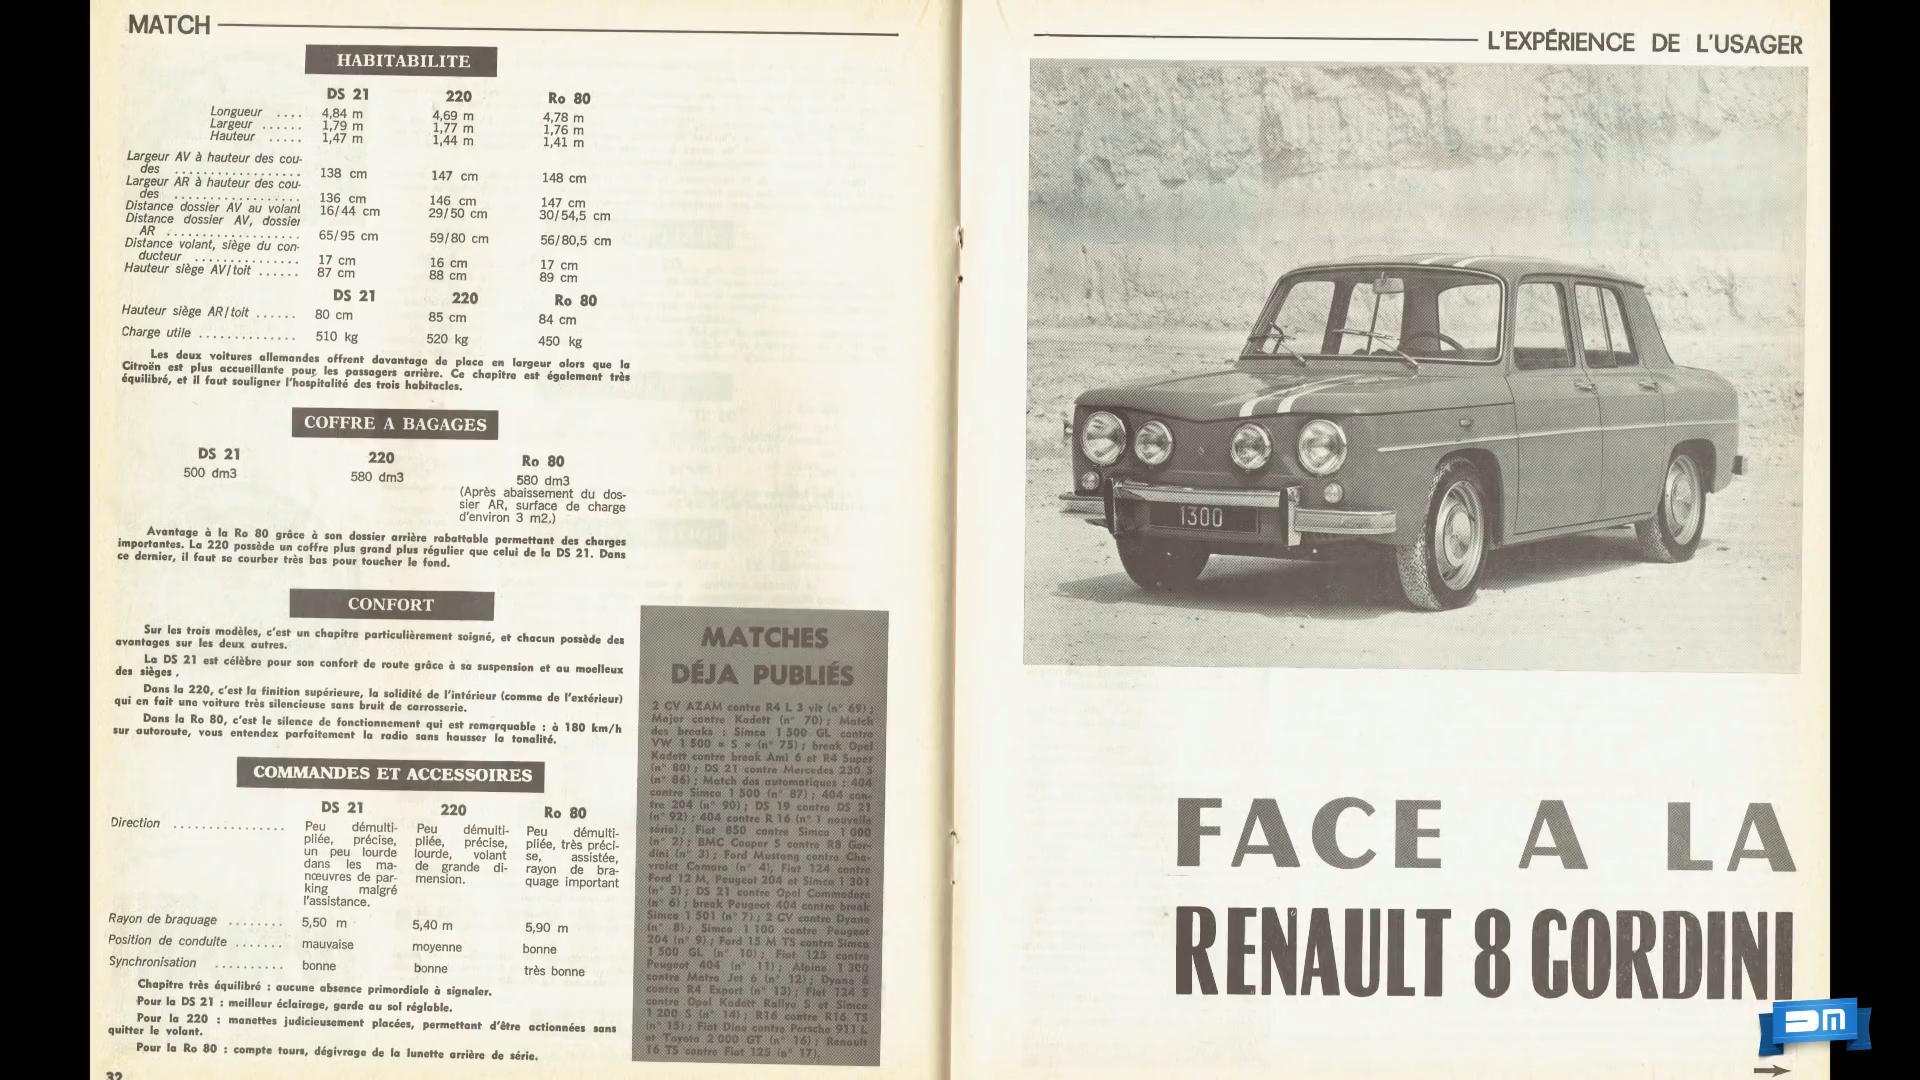 MATCH
HABITABILITE
DS 21 220 Ro 80
Longueur .... 4,84 m 4,69 m 4,78 m
Largeur ...... 1,79 m 1,77 m 1,76 m
Hauteur ..... 1,47 m 1,44 m 1,41 m
Largeur AV à hauteur des cou-
des ................. 138 cm 147 cm 148 cm
Largeur AR à hauteur des cou-
des ................. 136 cm 146 cm 147 cm
Distance dossier AV au volant 16/44 cm 29/50 cm 30/54,5 cm
Distance dossier AV, dossier
AR .................. 65/95 cm 59/80 cm 56/80,5 cm
Distance volant, siège du con-
ducteur .............. 17 cm 16 cm 17 cm
Hauteur siège AV/toit ...... 87 cm 88 cm 89 cm
DS 21 220 Ro 80
Hauteur siège AR/toit ...... 80 cm 85 cm 84 cm
Charge utile .............. 510 kg 520 kg 450 kg
Les deux voitures allemandes offrent davantage de place en largeur alors que la
Citroën est plus accueillante pour les passagers arrière. Ce chapitre est également très
équilibré, et il faut souligner l'hospitalité des trois habitacles.
COFFRE A BAGAGES
DS 21 220 Ro 80
500 dm3 580 dm3 580 dm3
(Après abaissement du dos-
sier AR, surface de charge
d'environ 3 m2.)
Avantage à la Ro 80 grâce à son dossier arrière rabattable permettant des charges
importantes. La 220 possède un coffre plus grand plus régulier que celui de la DS 21. Dans
ce dernier, il faut se courber très bas pour toucher le fond.
CONFORT
Sur les trois modèles, c'est un chapitre particulièrement soigné, et chacun possède des
avantages sur les deux autres.
La DS 21 est célèbre pour son confort de route grâce à sa suspension et au moelleux
des sièges.
Dans la 220, c'est la finition supérieure, la solidité de l'intérieur (comme de l'extérieur)
qui en fait une voiture très silencieuse sans bruit de carrosserie.
Dans la Ro 80, c'est le silence de fonctionnement qui est remarquable : à 180 km/h
sur autoroute, vous entendez parfaitement la radio sans hausser la tonalité.
COMMANDES ET ACCESSOIRES
DS 21 220 Ro 80
Direction ................ Peu démulti- Peu démulti- Peu démulti-
pliée, précise, pliée, précise, pliée, très préci-
un peu lourde lourde, volant se, assistée,
dans les ma- de grande di- rayon de bra-
nœuvres de par- mension. quage important
king malgré
l'assistance.
Rayon de braquage ........ 5,50 m 5,40 m 5,90 m
Position de conduite ....... mauvaise moyenne bonne
Synchronisation .......... bonne bonne très bonne
Chapitre très équilibré : aucune absence primordiale à signaler.
Pour la DS 21 : meilleur éclairage, garde au sol réglable.
Pour la 220 : manettes judicieusement placées, permettant d'être actionnées sans
quitter le volant.
Pour la Ro 80 : compte tours, dégivrage de la lunette arrière de série.
32
MATCHES
DÉJA PUBLIÉS
2 CV AZAM contre R4 L 3 vit (n° 69) ;
Major contre Kadett (n° 70) ; Match
des breaks : Simca 1 500 GL contre
VW 1 500 « S » (n° 75) ; break Opel
Kadett contre break Ami 6 et R4 Super
(n° 80) ; DS 21 contre Mercedes 230 S
(n° 86) ; Match des automatiques : 404
contre Simca 1 500 (n° 87) ; 404 con-
tre 204 (n° 90) ; DS 19 contre DS 21
(n° 92) ; 404 contre R 16 (n° 1 nouvelle
série) ; Fiat 850 contre Simca 1 000
(n° 2) ; BMC Cooper S contre R8 Gor-
dini (n° 3) ; Ford Mustang contre Che-
vrolet Camaro (n° 4), Fiat 124 contre
Ford 12 M, Peugeot 204 et Simca 1 301
(n° 5) ; DS 21 contre Opel Commodore
(n° 6) ; break Peugeot 404 contre break
Simca 1 501 (n° 7) ; 2 CV contre Dyane
(n° 8) ; Simca 1 100 contre Peugeot
204 (n° 9) ; Ford 15 M TS contre Simca
1 500 GL (n° 10) ; Fiat 125 contre
Peugeot 404 (n° 11) ; Alpine 1 300
contre Matra Jet 6 (n° 12) ; Dyane 6
contre R4 Export (n° 13) ; Fiat 124 S
contre Opel Kadett Rallye S et Simca
1 200 S (n° 14) ; R16 contre R16 TS
(n° 15) ; Fiat Dino contre Porsche 911 L
et Toyota 2 000 GT (n° 16) ; Renault
16 TS contre Fiat 125 (n° 17).
L'EXPÉRIENCE DE L'USAGER
1300
FACE A LA
RENAULT 8 GORDINI
DM